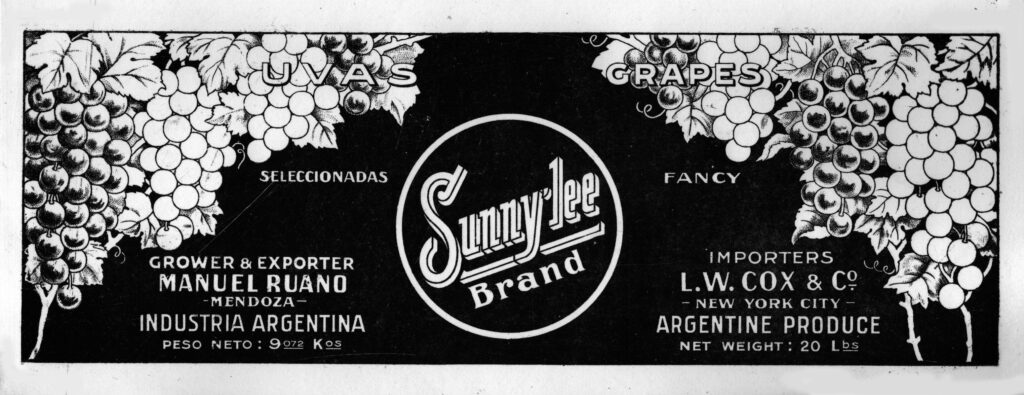 UVAS
SELECCIONADAS
GROWER & EXPORTER
MANUEL RUANO
-MENDOZA-
INDUSTRIA ARGENTINA
PESO NETO: 9072 Kos
Sunny'lee
Brand
GRAPES
FANCY
IMPORTERS
L.W. COX & Co.
-NEW YORK CITY-
ARGENTINE PRODUCE
NET WEIGHT: 20 Lbs